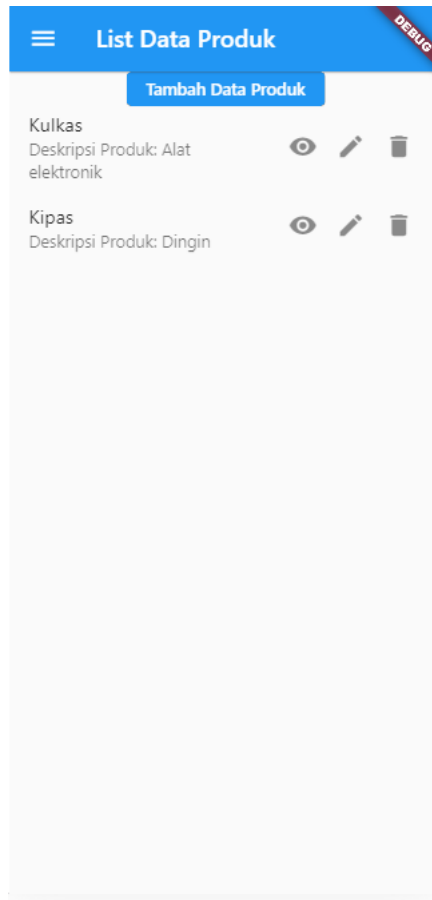 List Data Produk
DEBUG
Tambah Data Produk
Kulkas
Deskripsi Produk: Alat
elektronik
Kipas
Deskripsi Produk: Dingin